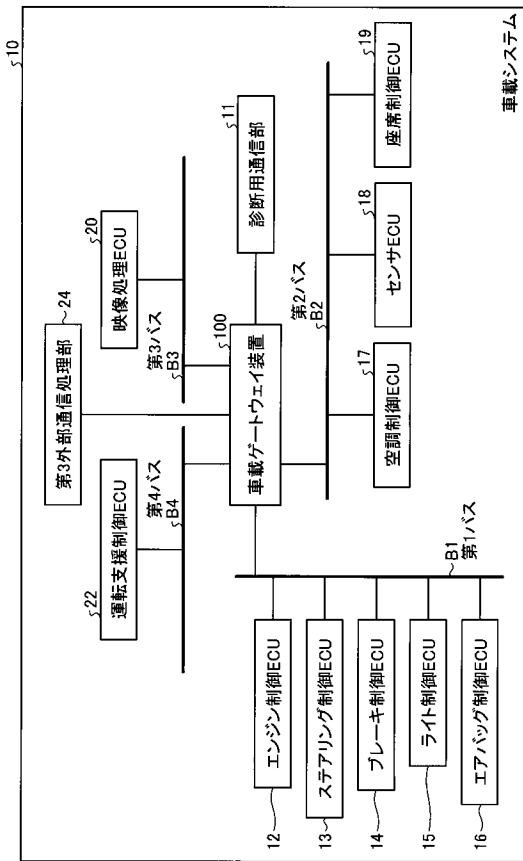 10
車載システム
第3外部通信処理部
24
映像処理ECU
20
運転支援制御ECU
22
第3バス
B3
第4バス
B4
診断用通信部
11
車載ゲートウェイ装置
100
第2バス
B2
空調制御ECU
17
センサECU
18
座席制御ECU
19
B1
第1バス
エンジン制御ECU
12
ステアリング制御ECU
13
ブレーキ制御ECU
14
ライト制御ECU
15
エアバッグ制御ECU
16